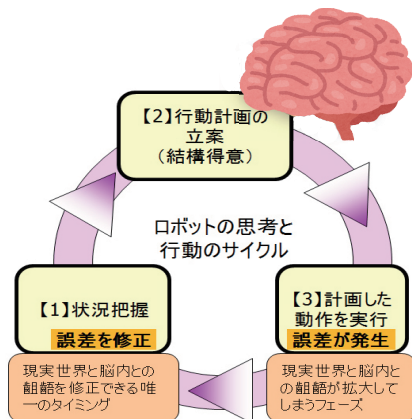 【2】行動計画の
立案
（結構得意）
ロボットの思考と
行動のサイクル
【1】状況把握
誤差を修正
現実世界と脳内との
齟齬を修正できる唯
一のタイミング
【3】計画した
動作を実行
誤差が発生
現実世界と脳内と
の齟齬が拡大して
しまうフェーズ